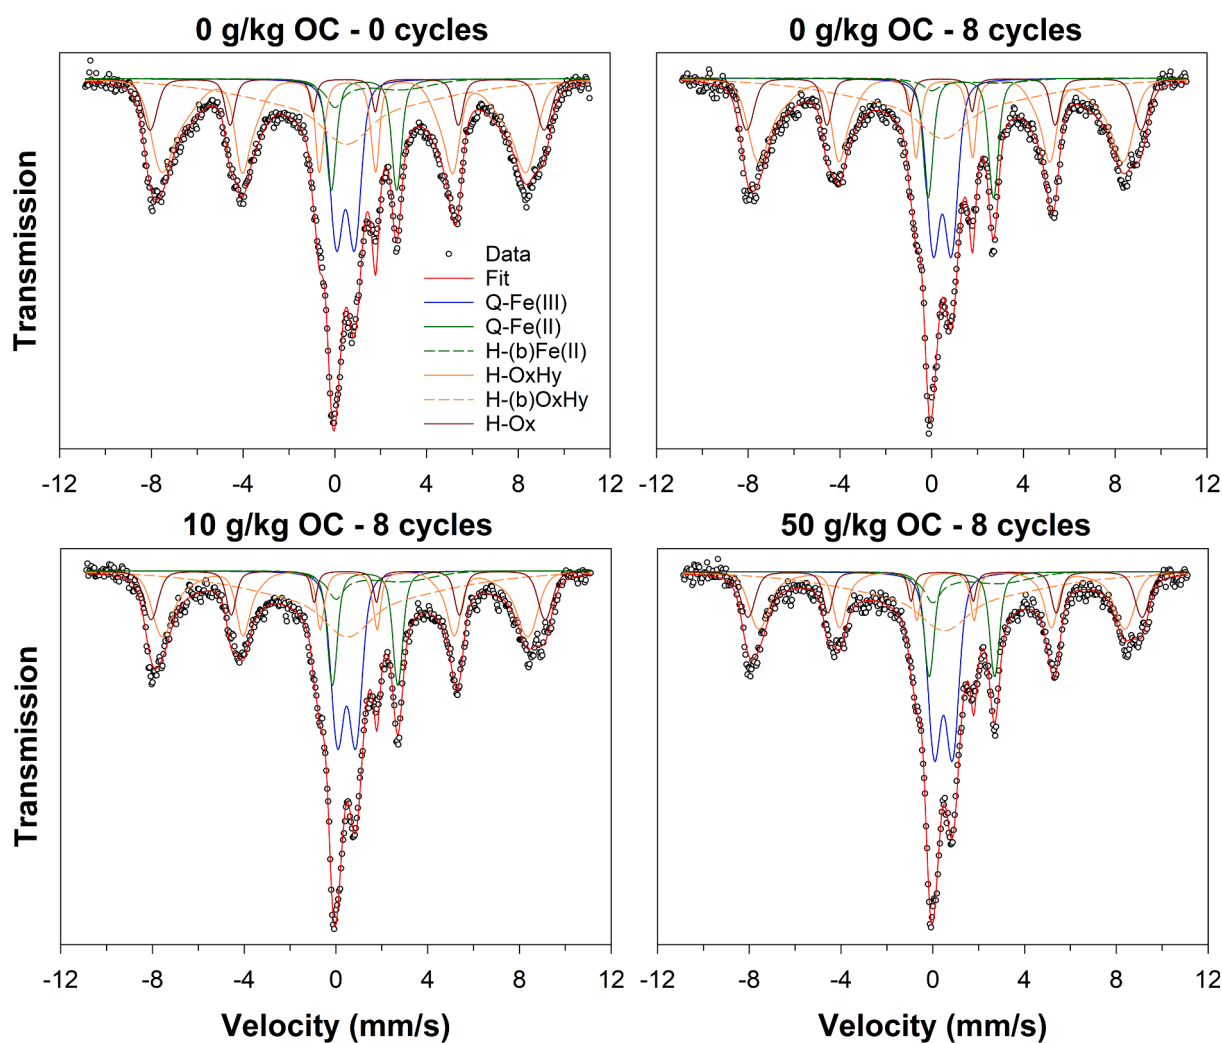 0 g/kg OC - 0 cycles
0 g/kg OC - 8 cycles
Transmission
Data
Fit
Q-Fe(III)
Q-Fe(II)
H-(b)Fe(II)
H-OxHy
H-(b)OxHy
H-Ox
-12 -8 -4 0 4 8 12
-12 -8 -4 0 4 8 12
10 g/kg OC - 8 cycles
50 g/kg OC - 8 cycles
Transmission
-12 -8 -4 0 4 8 12
-12 -8 -4 0 4 8 12
Velocity (mm/s)
Velocity (mm/s)